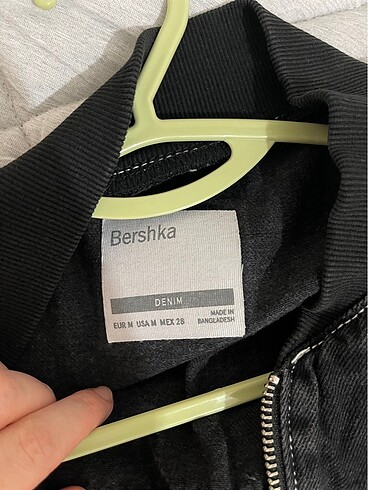 Bershka
DENIM
EUR M USA M MEX 28
MADE IN
BANGLADESH